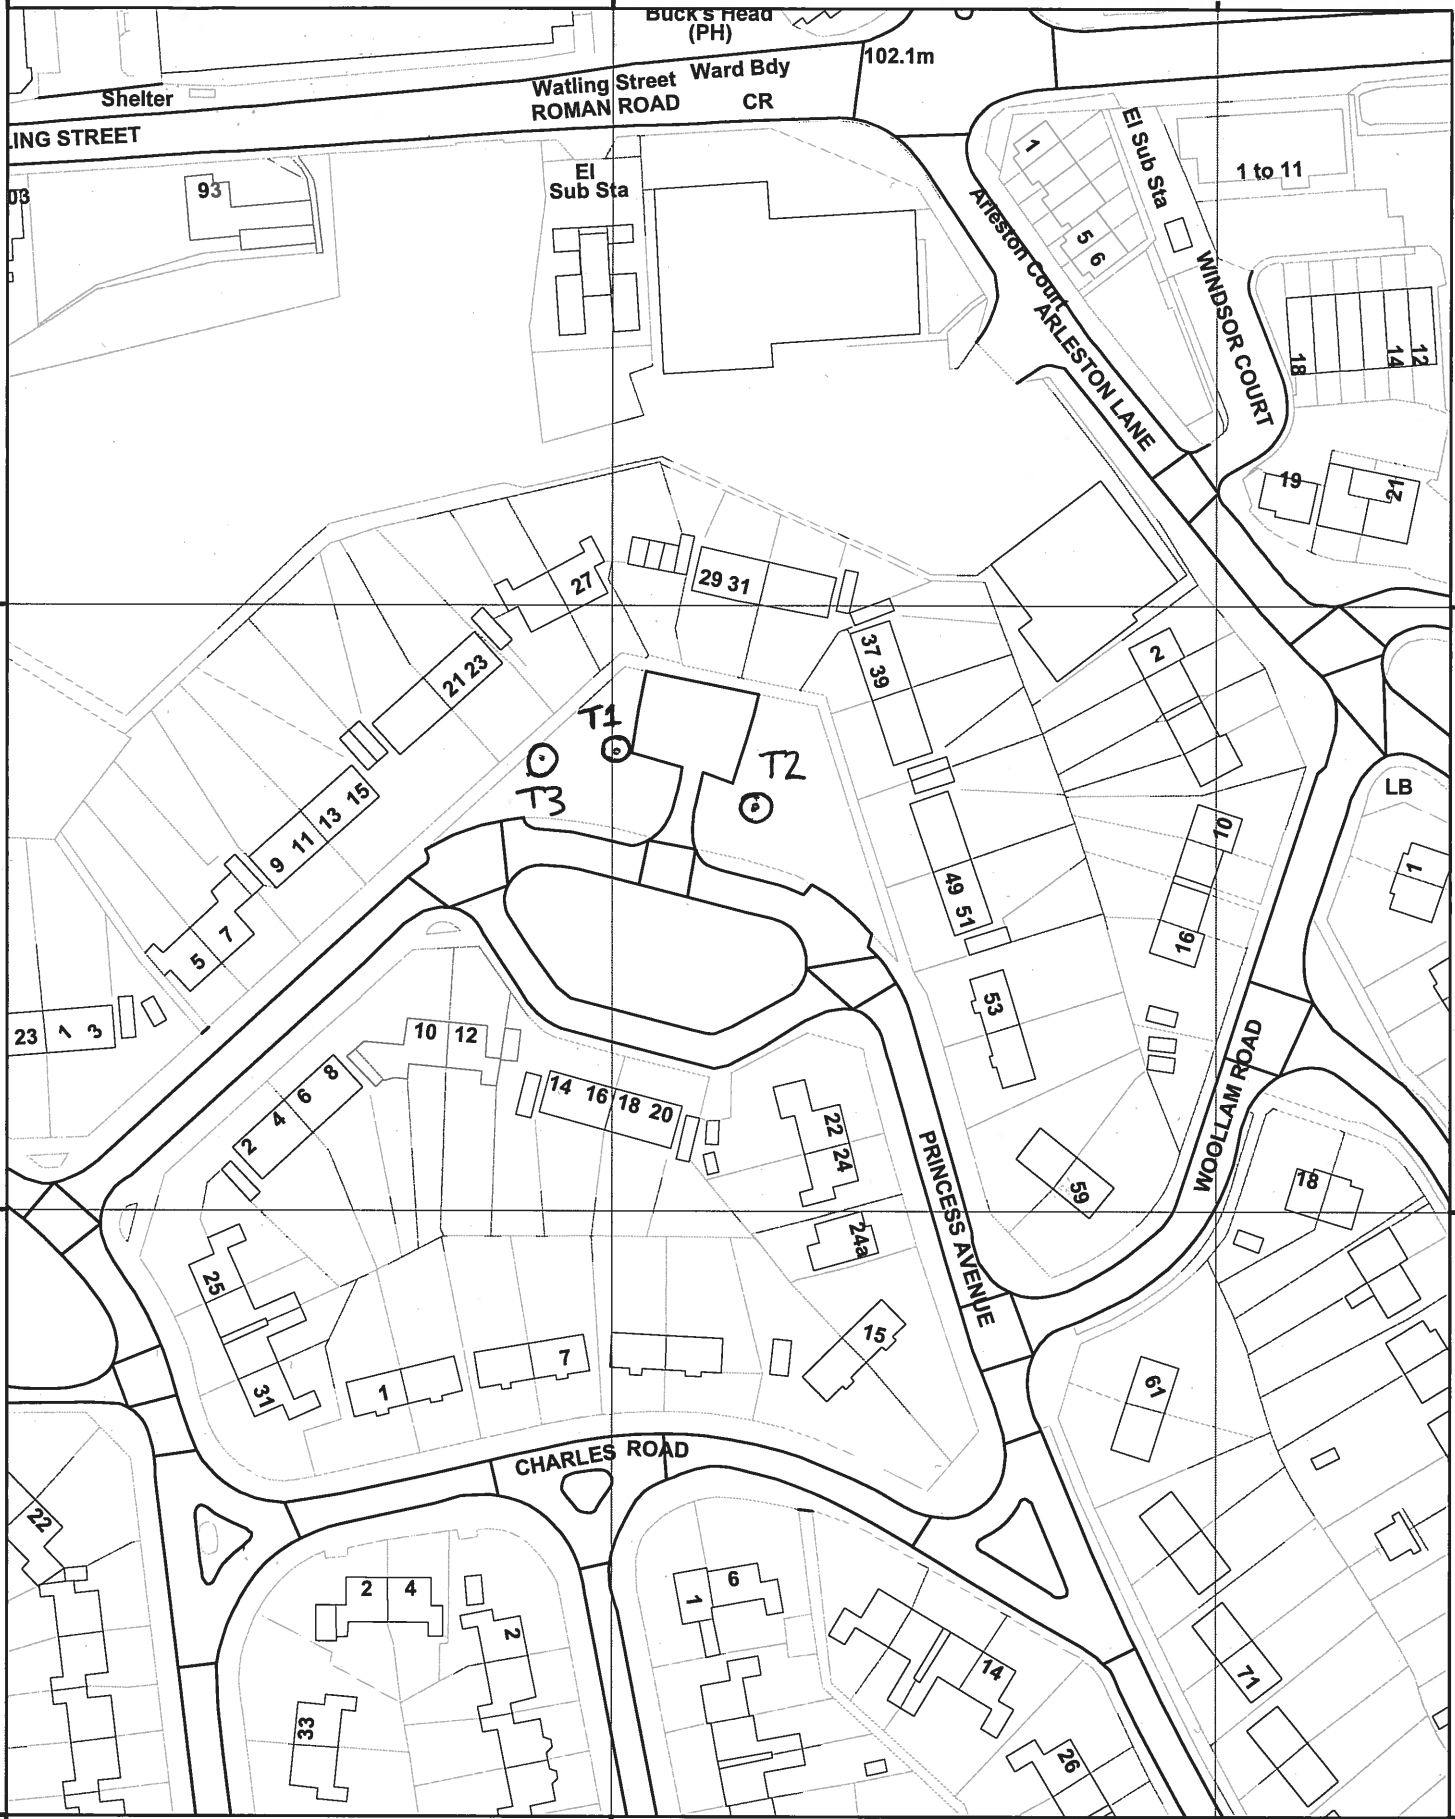 Buck's Head
(PH)
102.1m
Ward Bdy
Watling Street
ROMAN ROAD
CR
Shelter
LING STREET
03
93
El
Sub Sta
1
5
6
Arleston Court
El Sub Sta
1 to 11
WINDSOR COURT
ARLESTON LANE
18
14
12
19
21
27
29 31
37 39
2
21 23
T1
T2
T3
LB
9 11 13 15
10
1
49 51
5 7
16
53
23 1 3
10 12
WOOLLAM ROAD
2 4 6 8
14 16 18 20
22
24
24a
PRINCESS AVENUE
59
18
25
31
1
7
15
61
CHARLES ROAD
22
2 4
2
1
6
14
71
33
26